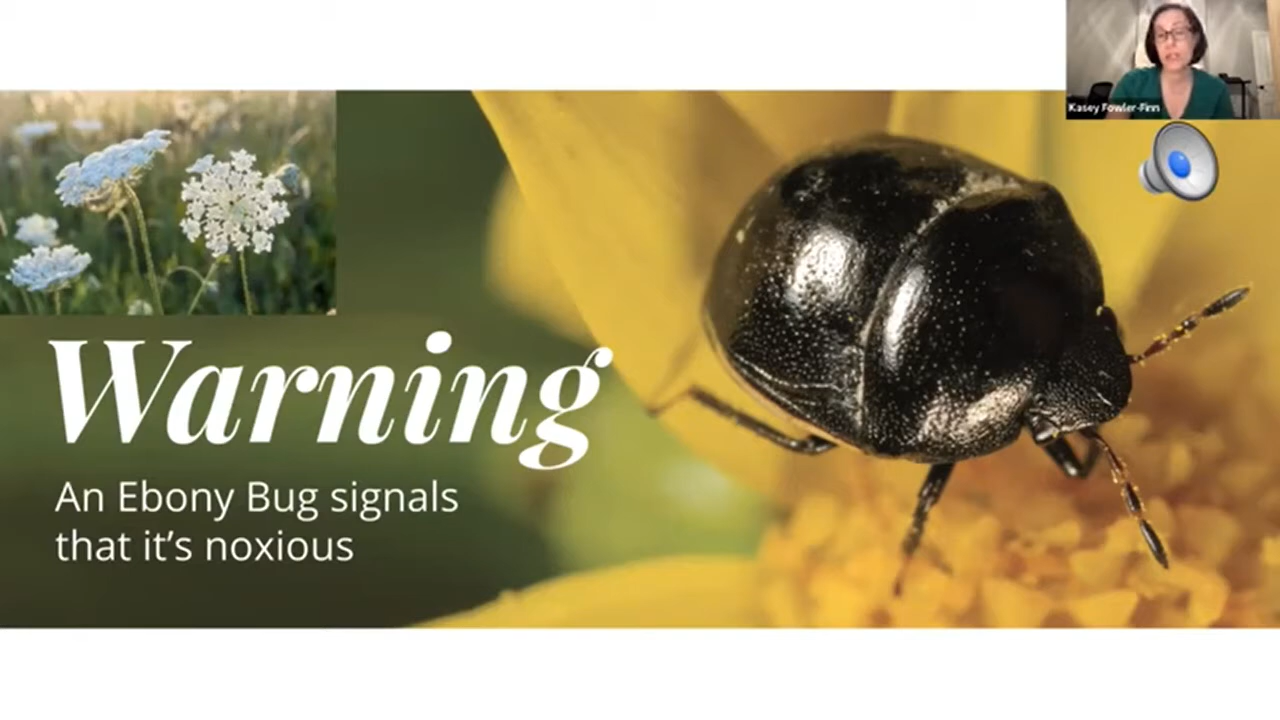 Kasey Fowler-Finn
Warning
An Ebony Bug signals
that it's noxious